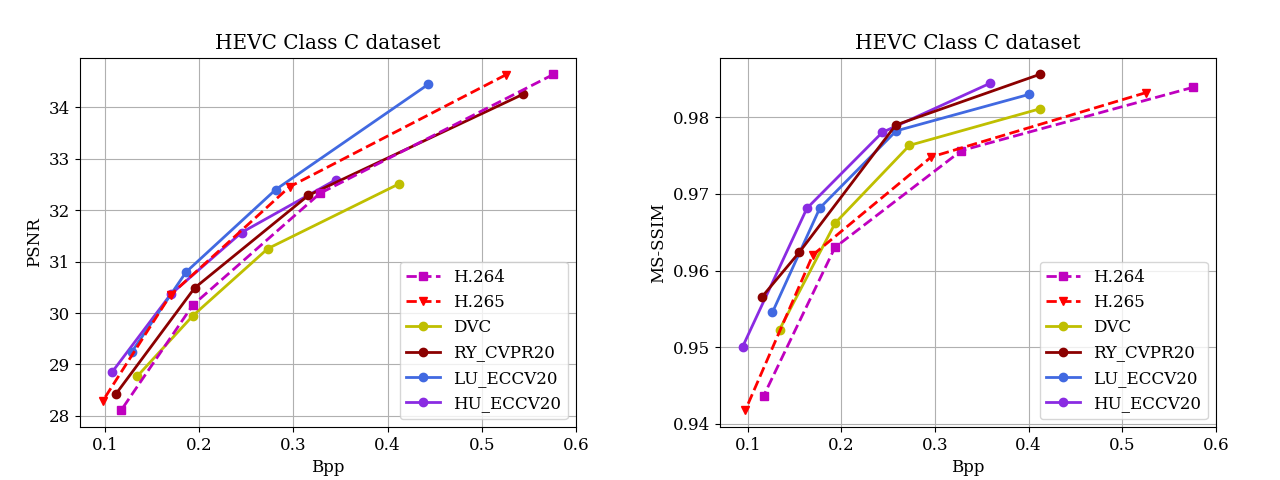 HEVC Class C dataset
PSNR
34
33
32
31
30
29
28
0.1 0.2 0.3 0.4 0.5 0.6
Bpp
H.264
H.265
DVC
RY_CVPR20
LU_ECCV20
HU_ECCV20
HEVC Class C dataset
MS-SSIM
0.98
0.97
0.96
0.95
0.94
0.1 0.2 0.3 0.4 0.5 0.6
Bpp
H.264
H.265
DVC
RY_CVPR20
LU_ECCV20
HU_ECCV20